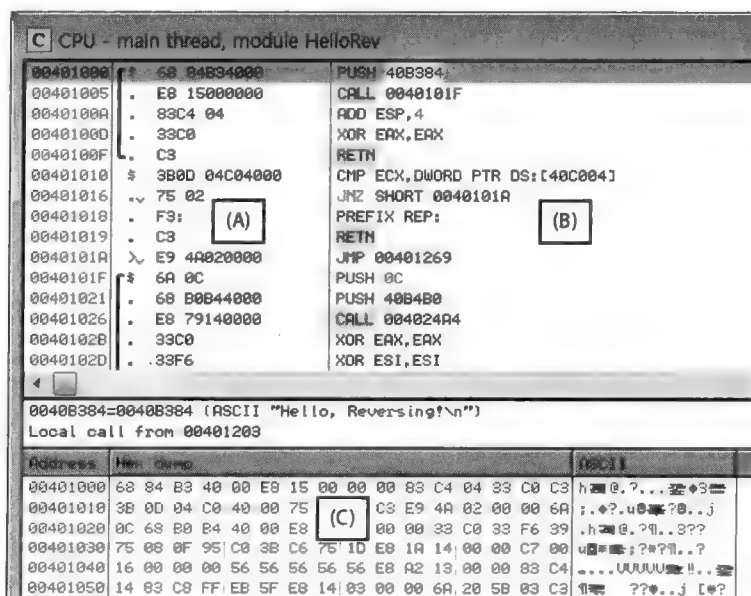 C CPU - main thread, module HelloRev
00401000 $ 68 84B34000 PUSH 40B384
00401005 . E8 15000000 CALL 0040101F
0040100A . 83C4 04 ADD ESP,4
0040100D . 33C0 XOR EAX,EAX
0040100F . C3 RETN
00401010 $ 3B0D 04C04000 CMP ECX,DWORD PTR DS:[40C004]
00401016 . 75 02 JNZ SHORT 0040101A
00401018 . F3: PREFIX REP:
(A) (B)
00401019 . C3 RETN
0040101A E9 4A020000 JMP 00401269
0040101F $ 6A 0C PUSH 0C
00401021 . 68 B0B44000 PUSH 40B4B0
00401026 . E8 79140000 CALL 004024A4
0040102B . 33C0 XOR EAX,EAX
0040102D . 33F6 XOR ESI,ESI
0040B384=0040B384 (ASCII "Hello, Reversing!\n")
Local call from 00401203
Address Hex dump ASCII
00401000 68 84 B3 40 00 E8 15 00 00 00 83 C4 04 33 C0 C3
00401010 3B 0D 04 C0 40 00 75 C3 E9 4A 02 00 00 6A
(C)
00401020 0C 68 B0 B4 40 00 E8 00 00 33 C0 33 F6 39
00401030 75 08 0F 95 C0 3B C6 75 1D E8 1A 14 00 00 C7 00
00401040 16 00 00 00 56 56 56 56 56 E8 A2 13 00 00 83 C4
00401050 14 83 C8 FF EB 5F E8 14 03 00 00 6A 20 5B 03 C3